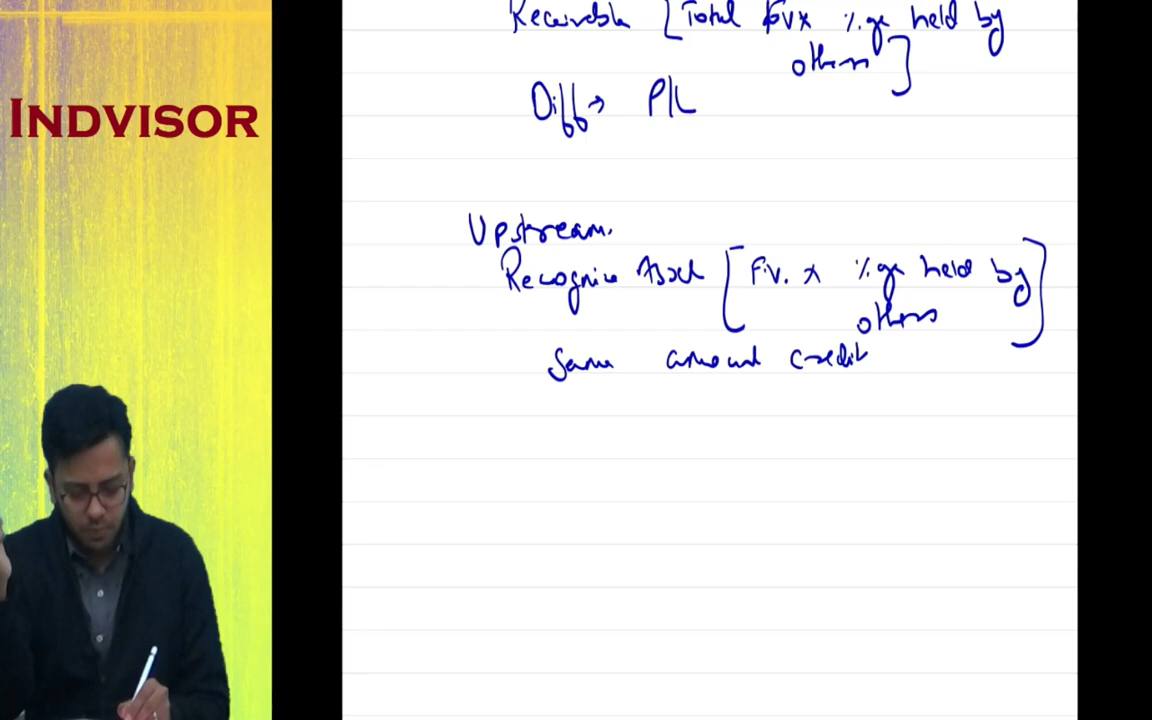 INDVISOR
Receivable [Total FV x %ge held by
others]
Diff → P/L
Upstream.
Recognise Asset [F.V. x %ge held by
others]
Same amount credit